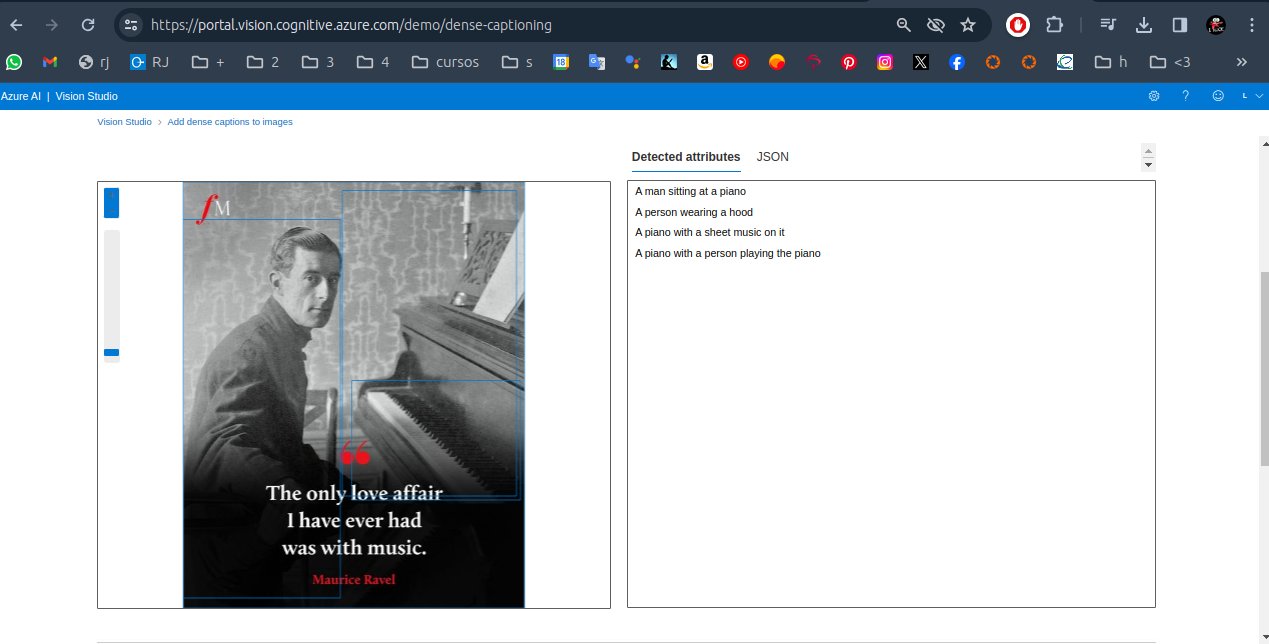 https://portal.vision.cognitive.azure.com/demo/dense-captioning
rj
RJ
+
2
3
4
cursos
s
18
h
<3
»
Azure AI | Vision Studio
?
L
Vision Studio > Add dense captions to images
Detected attributes JSON
fM
A man sitting at a piano
A person wearing a hood
A piano with a sheet music on it
A piano with a person playing the piano
“
The only love affair
I have ever had
was with music.
Maurice Ravel